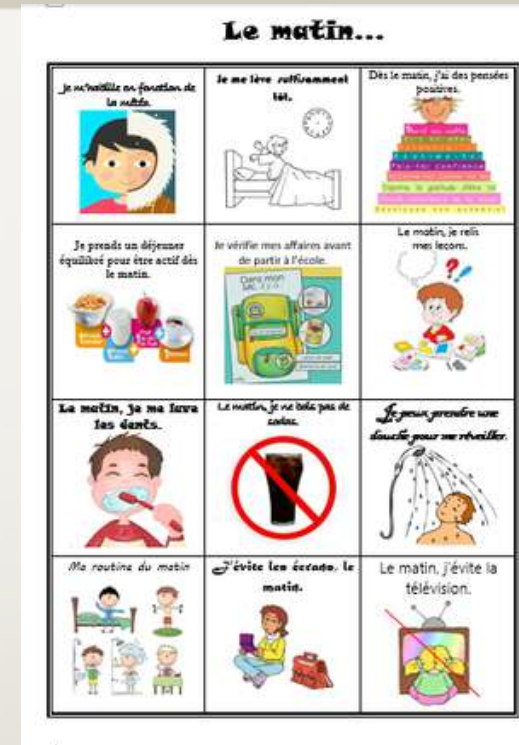 Le matin...
Je m'habille en fonction de
la météo.
Je me lève suffisamment
tôt.
Dès le matin, j'ai des pensées
positives.
Je prends un déjeuner
équilibré pour être actif dès
le matin.
Je vérifie mes affaires avant
de partir à l'école.
Dans mon
sac, il y a
Le matin, je relis
mes leçons.
Le matin, je me lave
les dents.
Le matin, je ne bois pas de
sodas.
Je peux prendre une
douche pour me réveiller.
Ma routine du matin
J'évite les écrans, le
matin.
Le matin, j'évite la
télévision.